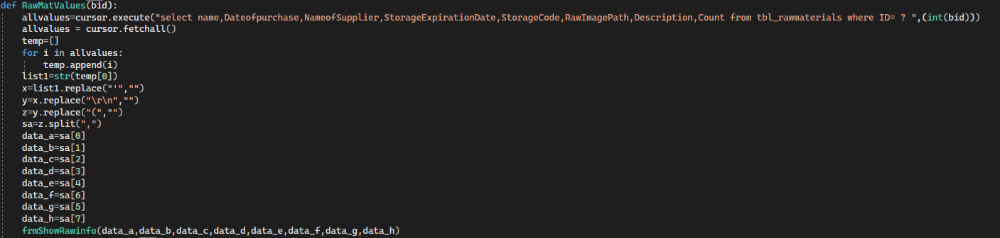 def RawMatValues(bid):
    allvalues=cursor.execute("select name,Dateofpurchase,NameofSupplier,StorageExpirationDate,StorageCode,RawImagePath,Description,Count from tbl_rawmaterials where ID= ? ",(int(bid)))
    allvalues = cursor.fetchall()
    temp=[]
    for i in allvalues:
        temp.append(i)
    list1=str(temp[0])
    x=list1.replace("'","")
    y=x.replace("\r\n","")
    z=y.replace("(","")
    sa=z.split(",")
    data_a=sa[0]
    data_b=sa[1]
    data_c=sa[2]
    data_d=sa[3]
    data_e=sa[4]
    data_f=sa[6]
    data_g=sa[5]
    data_h=sa[7]
    frmShowRawinfo(data_a,data_b,data_c,data_d,data_e,data_f,data_g,data_h)